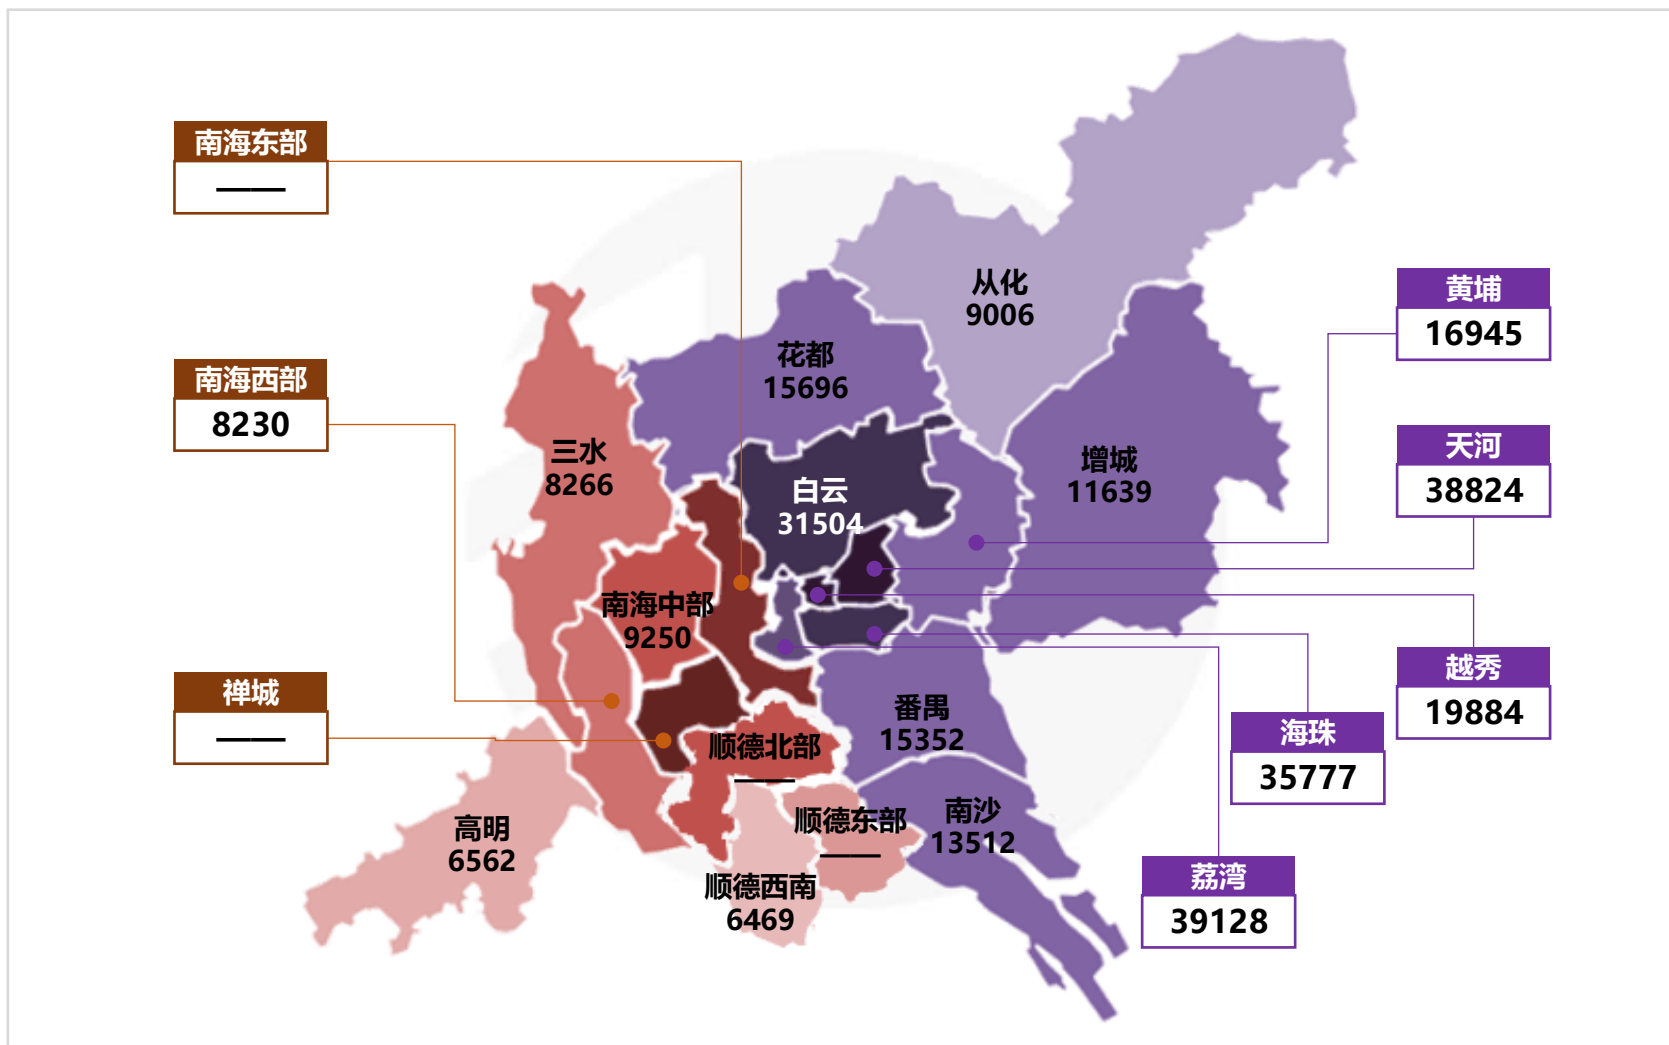 南海东部
——
南海西部
8230
禅城
——
从化
9006
花都
15696
三水
8266
白云
31504
增城
11639
南海中部
9250
番禺
15352
顺德北部
——
南沙
13512
顺德东部
——
高明
6562
顺德西南
6469
黄埔
16945
天河
38824
越秀
19884
海珠
35777
荔湾
39128